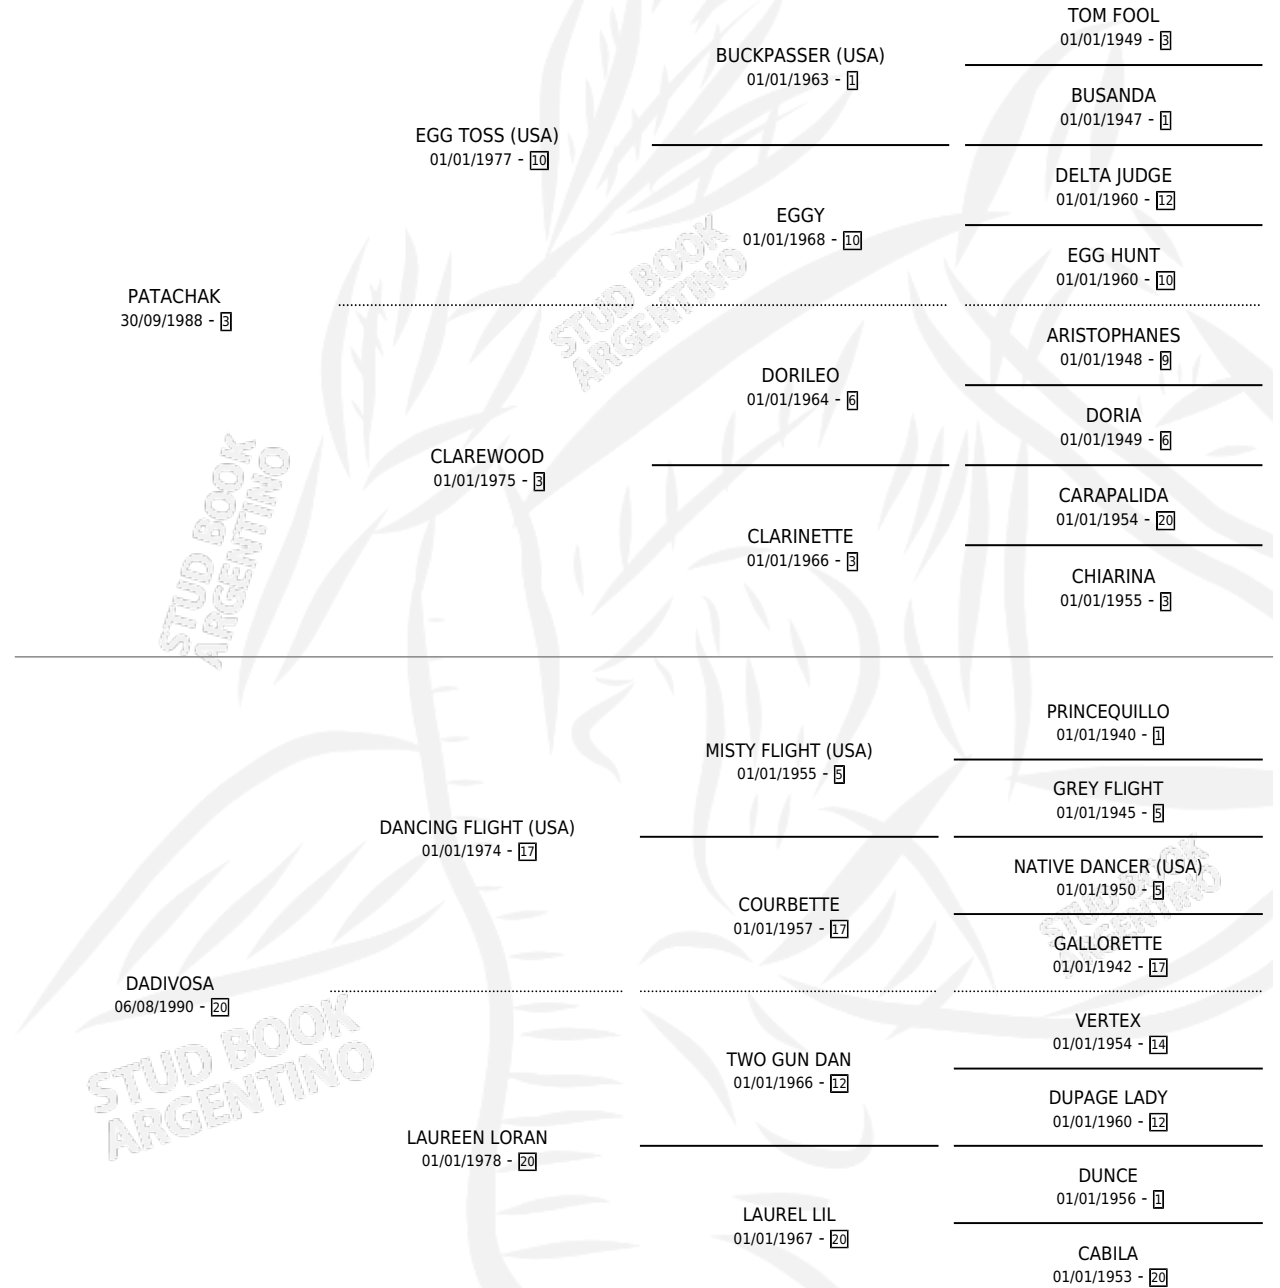 TOM FOOL
01/01/1949 - 3
BUCKPASSER (USA)
01/01/1963 - 1
BUSANDA
01/01/1947 - 1
EGG TOSS (USA)
01/01/1977 - 10
DELTA JUDGE
01/01/1960 - 12
EGGY
01/01/1968 - 10
EGG HUNT
01/01/1960 - 10
STUD BOOK
ARGENTINO
PATACHAK
30/09/1988 - 3
ARISTOPHANES
01/01/1948 - 9
DORILEO
01/01/1964 - 6
DORIA
01/01/1949 - 6
CLAREWOOD
01/01/1975 - 3
CARAPALIDA
01/01/1954 - 20
CLARINETTE
01/01/1966 - 3
CHIARINA
01/01/1955 - 3
STUD BOOK
ARGENTINO
PRINCEQUILLO
01/01/1940 - 1
MISTY FLIGHT (USA)
01/01/1955 - 5
GREY FLIGHT
01/01/1945 - 5
DANCING FLIGHT (USA)
01/01/1974 - 17
NATIVE DANCER (USA)
01/01/1950 - 5
COURBETTE
01/01/1957 - 17
STUD BOOK
ARGENTINO
GALLORETTE
01/01/1942 - 17
DADIVOSA
06/08/1990 - 20
VERTEX
01/01/1954 - 14
TWO GUN DAN
01/01/1966 - 12
STUD BOOK
ARGENTINO
DUPAGE LADY
01/01/1960 - 12
LAUREEN LORAN
01/01/1978 - 20
DUNCE
01/01/1956 - 1
LAUREL LIL
01/01/1967 - 20
CABILA
01/01/1953 - 20